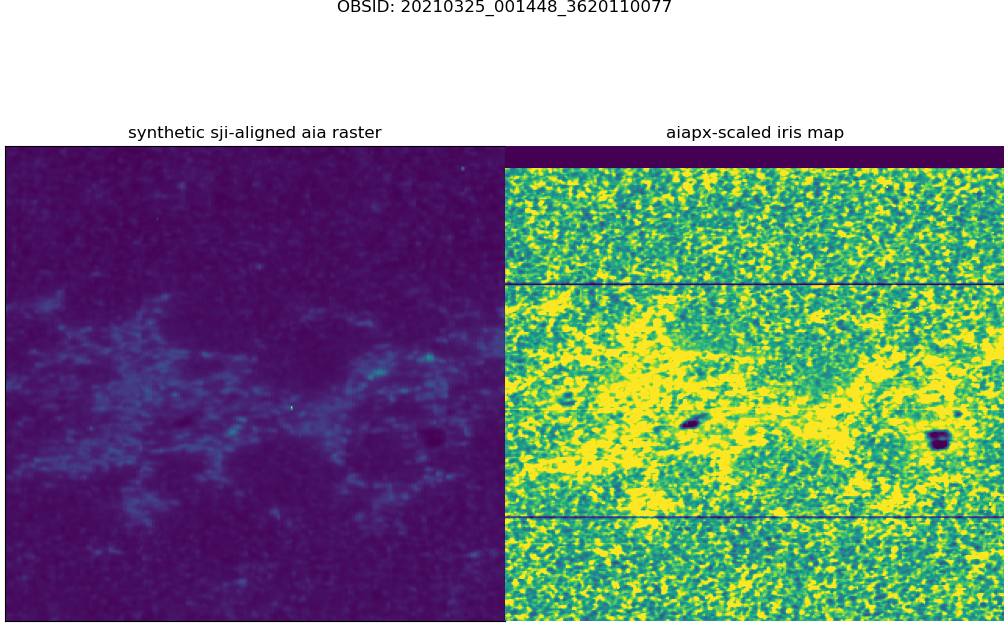 OBSID: 20210325_001448_3620110077
synthetic sji-aligned aia raster
aiapx-scaled iris map